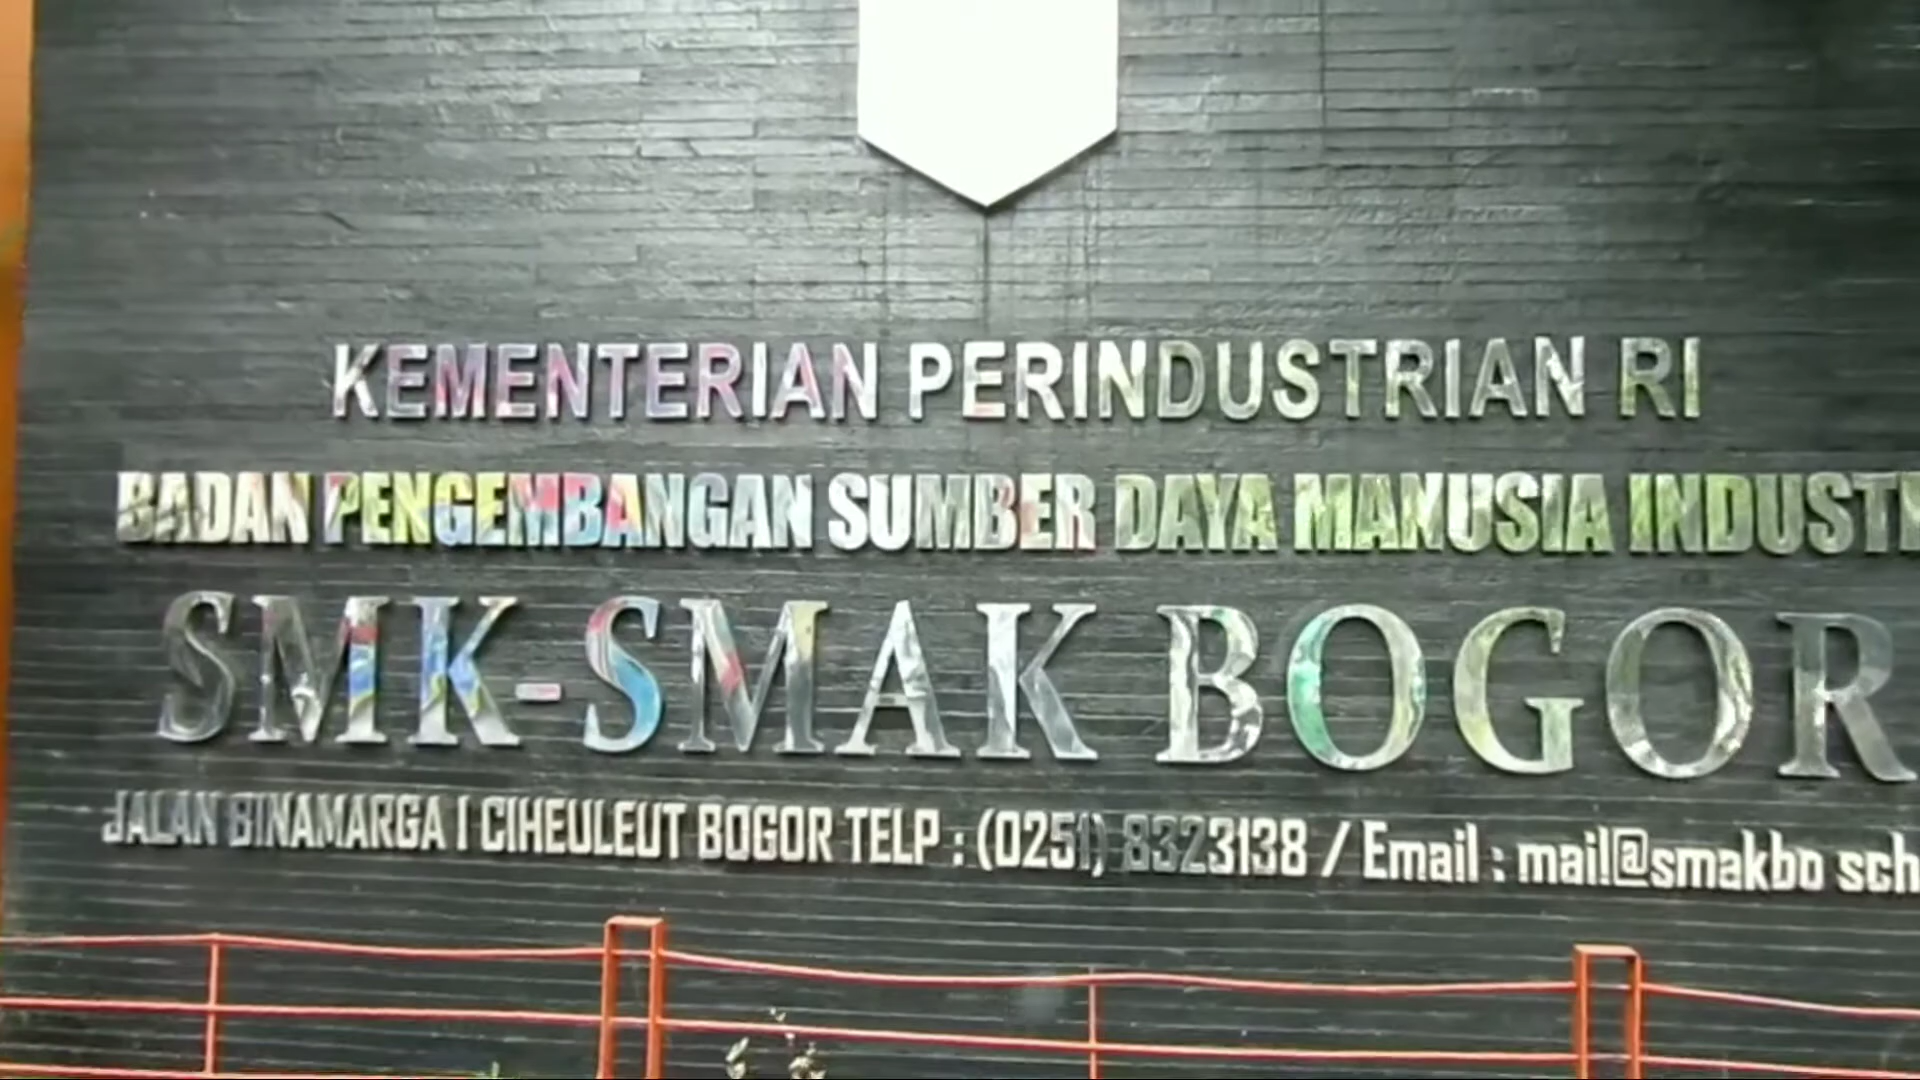 KEMENTERIAN PERINDUSTRIAN RI
BADAN PENGEMBANGAN SUMBER DAYA MANUSIA INDUSTR
SMK-SMAK BOGOR
JALAN BINAMARGA I CIHEULEUT BOGOR TELP : (0251) 8323138 / Email : mail@smakbo sch